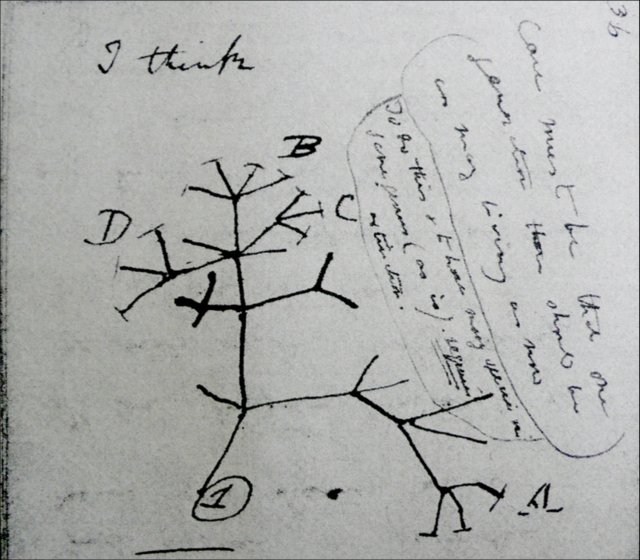 36
I think
B
C
D
A
1
Case must be that one
generation then should be
as many living as now
To do this & to have many species in
same genus (as is). requires
extinction.